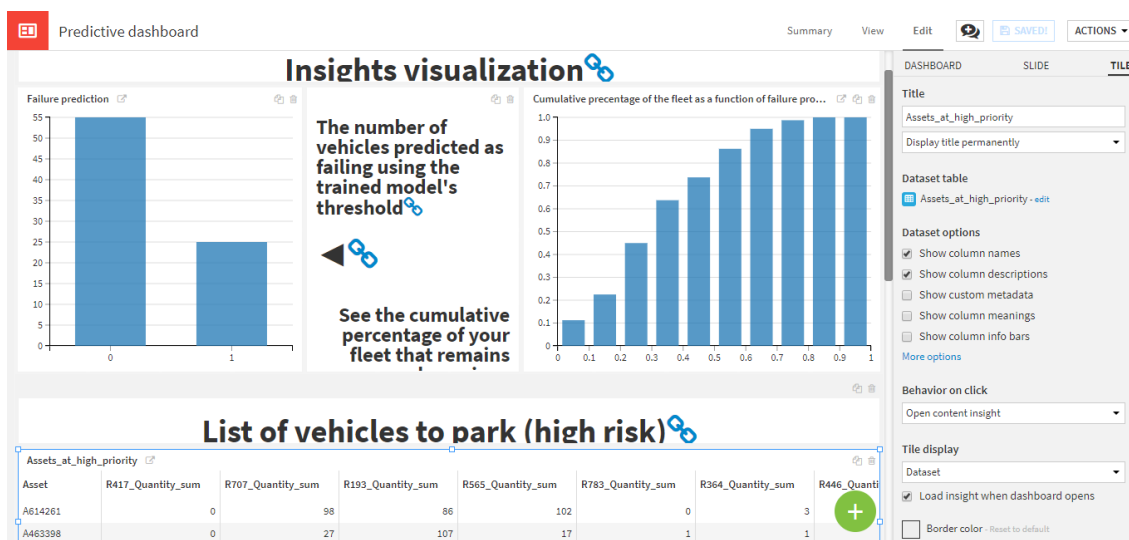 Predictive dashboard
Summary View Edit SAVED! ACTIONS
Insights visualization
Failure prediction
55
50
45
40
35
30
25
20
15
10
5
0
0 1
The number of
vehicles predicted as
failing using the
trained model's
threshold
See the cumulative
percentage of your
fleet that remains
Cumulative precentage of the fleet as a function of failure pro...
1.0
0.9
0.8
0.7
0.6
0.5
0.4
0.3
0.2
0.1
0
0 0.1 0.2 0.3 0.4 0.5 0.6 0.7 0.8 0.9 1
List of vehicles to park (high risk)
Assets_at_high_priority
Asset R417_Quantity_sum R707_Quantity_sum R193_Quantity_sum R565_Quantity_sum R783_Quantity_sum R364_Quantity_sum R446_Quanti
A614261 0 98 86 102 0 3
A463398 0 27 107 17 1 1
DASHBOARD SLIDE TILE
Title
Assets_at_high_priority
Display title permanently
Dataset table
Assets_at_high_priority - edit
Dataset options
Show column names
Show column descriptions
Show custom metadata
Show column meanings
Show column info bars
More options
Behavior on click
Open content insight
Tile display
Dataset
Load insight when dashboard opens
Border color - Reset to default